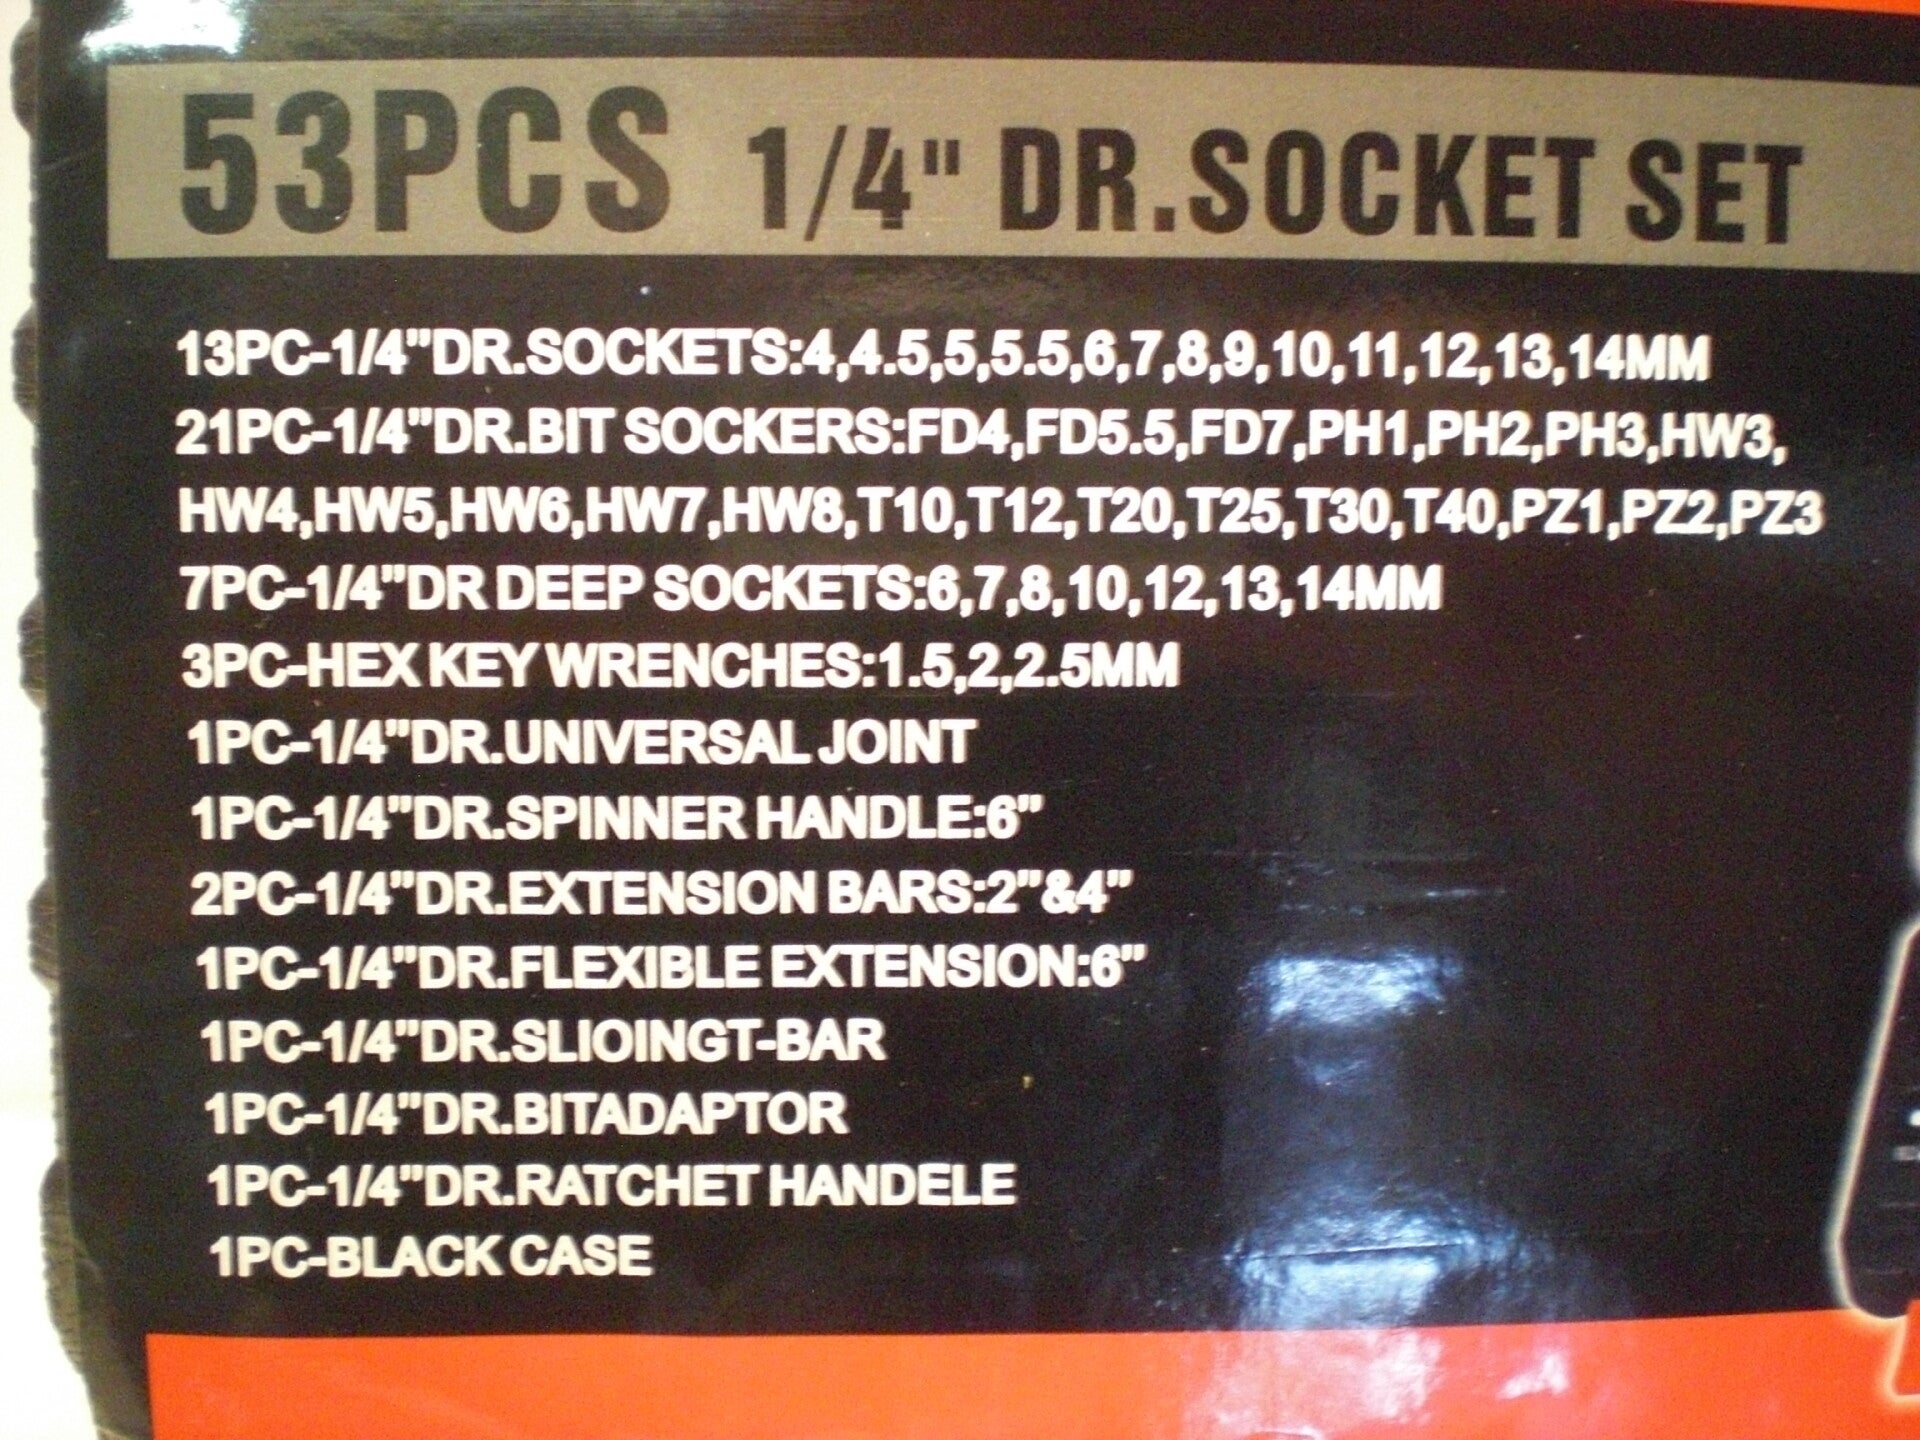 53PCS 1/4" DR.SOCKET SET
13PC-1/4"DR.SOCKETS:4,4.5,5,5.5,6,7,8,9,10,11,12,13,14MM
21PC-1/4"DR.BIT SOCKERS:FD4,FD5.5,FD7,PH1,PH2,PH3,HW3,
HW4,HW5,HW6,HW7,HW8,T10,T12,T20,T25,T30,T40,PZ1,PZ2,PZ3
7PC-1/4"DR DEEP SOCKETS:6,7,8,10,12,13,14MM
3PC-HEX KEY WRENCHES:1.5,2,2.5MM
1PC-1/4"DR.UNIVERSAL JOINT
1PC-1/4"DR.SPINNER HANDLE:6"
2PC-1/4"DR.EXTENSION BARS:2"&4"
1PC-1/4"DR.FLEXIBLE EXTENSION:6"
1PC-1/4"DR.SLIOINGT-BAR
1PC-1/4"DR.BITADAPTOR
1PC-1/4"DR.RATCHET HANDELE
1PC-BLACK CASE